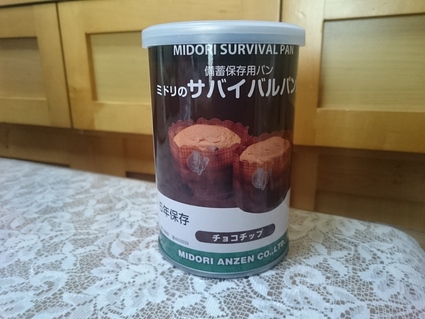 MIDORI SURVIVAL PAN
備蓄保存用パン
ミドリのサバイバルパン
年保存
チョコチップ
MIDORI ANZEN CO.,LTD.